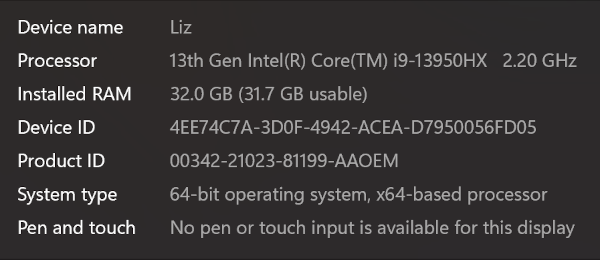 Device name Liz
Processor 13th Gen Intel(R) Core(TM) i9-13950HX 2.20 GHz
Installed RAM 32.0 GB (31.7 GB usable)
Device ID 4EE74C7A-3D0F-4942-ACEA-D7950056FD05
Product ID 00342-21023-81199-AAOEM
System type 64-bit operating system, x64-based processor
Pen and touch No pen or touch input is available for this display